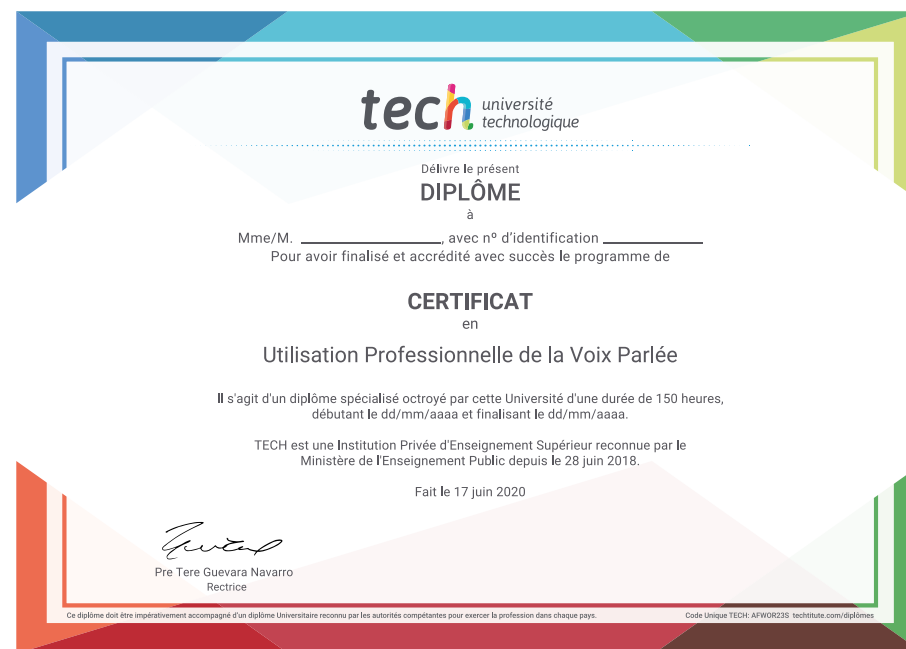 tech université
technologique
Délivre le présent
DIPLÔME
à
Mme/M. ____________________, avec nº d'identification ______________
Pour avoir finalisé et accrédité avec succès le programme de
CERTIFICAT
en
Utilisation Professionnelle de la Voix Parlée
Il s'agit d'un diplôme spécialisé octroyé par cette Université d'une durée de 150 heures,
débutant le dd/mm/aaaa et finalisant le dd/mm/aaaa.
TECH est une Institution Privée d'Enseignement Supérieur reconnue par le
Ministère de l'Enseignement Public depuis le 28 juin 2018.
Fait le 17 juin 2020
Pre Tere Guevara Navarro
Rectrice
Ce diplôme doit être impérativement accompagné d'un diplôme Universitaire reconnu par les autorités compétantes pour exercer la profession dans chaque pays. Code Unique TECH: AFWOR23S techtitute.com/diplômes